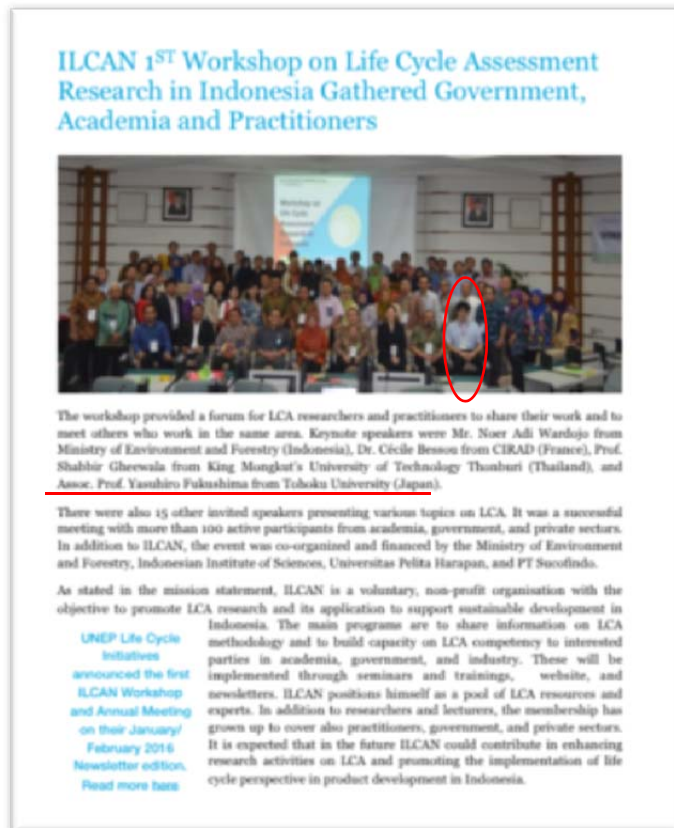 ILCAN 1ST Workshop on Life Cycle Assessment
Research in Indonesia Gathered Government,
Academia and Practitioners
Workshop on
Life Cycle
Assessment
The workshop provided a forum for LCA researchers and practitioners to share their work and to
meet others who work in the same area. Keynote speakers were Mr. Noer Adi Wardojo from
Ministry of Environment and Forestry (Indonesia), Dr. Cécile Bessou from CIRAD (France), Prof.
Shabbir Gheewala from King Mongkut's University of Technology Thonburi (Thailand), and
Assoc. Prof. Yasuhiro Fukushima from Tohoku University (Japan).
There were also 15 other invited speakers presenting various topics on LCA. It was a successful
meeting with more than 100 active participants from academia, government, and private sectors.
In addition to ILCAN, the event was co-organized and financed by the Ministry of Environment
and Forestry, Indonesian Institute of Sciences, Universitas Pelita Harapan, and PT Sucofindo.
As stated in the mission statement, ILCAN is a voluntary, non-profit organisation with the
objective to promote LCA research and its application to support sustainable development in
Indonesia. The main programs are to share information on LCA
methodology and to build capacity on LCA competency to interested
parties in academia, government, and industry. These will be
implemented through seminars and trainings, website, and
newsletters. ILCAN positions himself as a pool of LCA resources and
experts. In addition to researchers and lecturers, the membership has
grown up to cover also practitioners, government, and private sectors.
It is expected that in the future ILCAN could contribute in enhancing
research activities on LCA and promoting the implementation of life
cycle perspective in product development in Indonesia.
UNEP Life Cycle
Initiatives
announced the first
ILCAN Workshop
and Annual Meeting
on their January/
February 2016
Newsletter edition.
Read more here